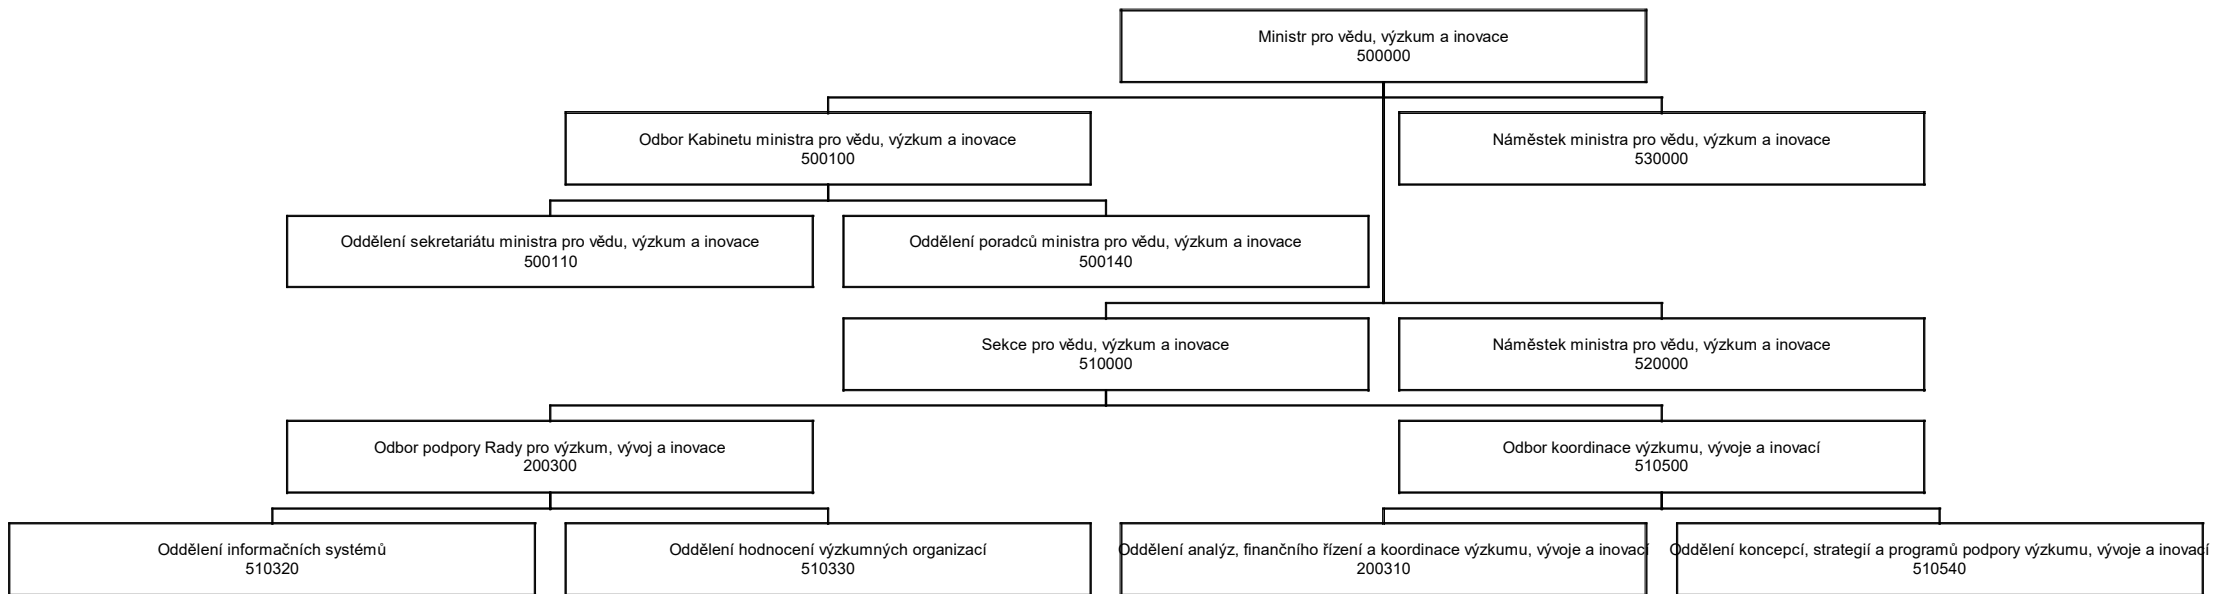 Ministr pro vědu, výzkum a inovace
500000
Odbor Kabinetu ministra pro vědu, výzkum a inovace
500100
Náměstek ministra pro vědu, výzkum a inovace
530000
Oddělení sekretariátu ministra pro vědu, výzkum a inovace
500110
Oddělení poradců ministra pro vědu, výzkum a inovace
500140
Sekce pro vědu, výzkum a inovace
510000
Náměstek ministra pro vědu, výzkum a inovace
520000
Odbor podpory Rady pro výzkum, vývoj a inovace
200300
Odbor koordinace výzkumu, vývoje a inovací
510500
Oddělení informačních systémů
510320
Oddělení hodnocení výzkumných organizací
510330
Oddělení analýz, finančního řízení a koordinace výzkumu, vývoje a inovací
200310
Oddělení koncepcí, strategií a programů podpory výzkumu, vývoje a inovací
510540